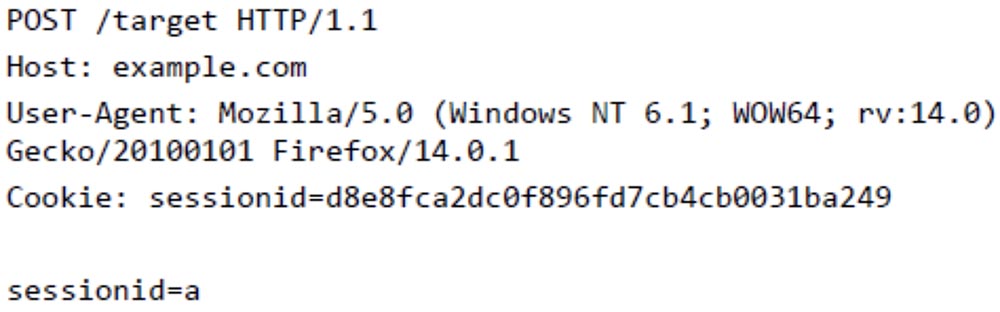 POST /target HTTP/1.1
Host: example.com
User-Agent: Mozilla/5.0 (Windows NT 6.1; WOW64; rv:14.0)
Gecko/20100101 Firefox/14.0.1
Cookie: sessionid=d8e8fca2dc0f896fd7cb4cb0031ba249
sessionid=a